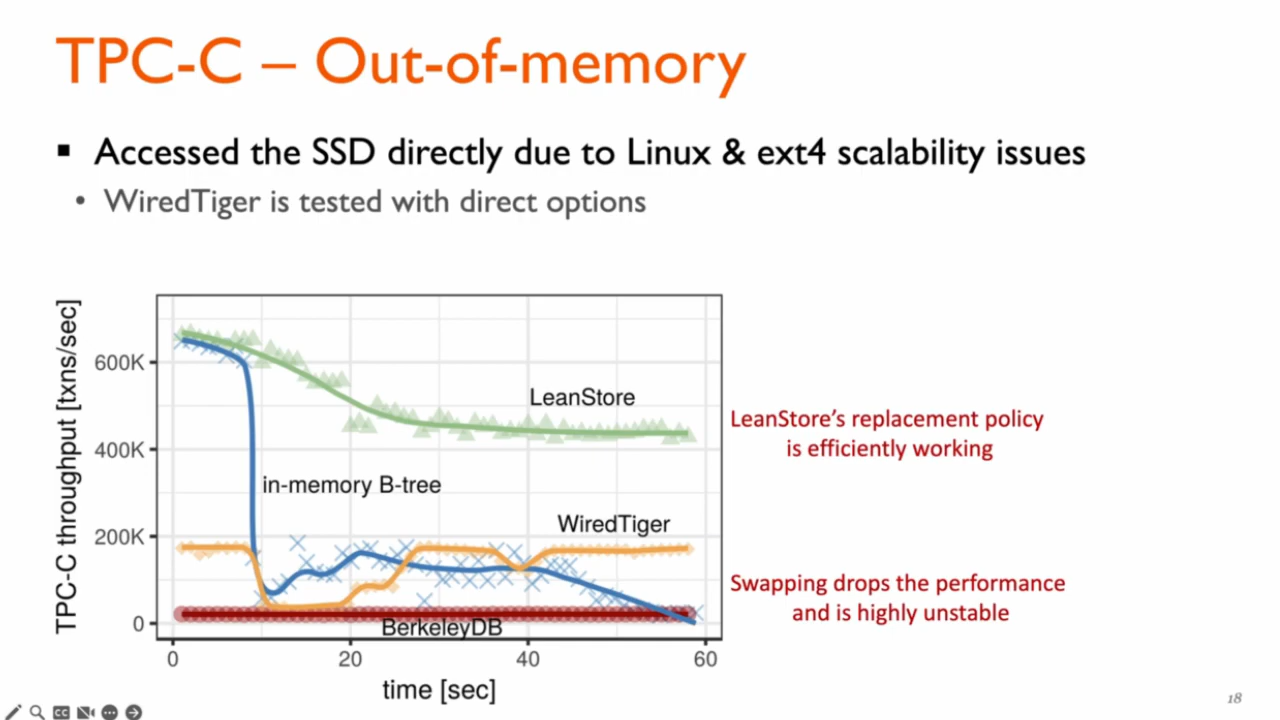 TPC-C – Out-of-memory
▪ Accessed the SSD directly due to Linux & ext4 scalability issues
• WiredTiger is tested with direct options
TPC-C throughput [txns/sec]
600K
400K
200K
0
LeanStore
in-memory B-tree
WiredTiger
BerkeleyDB
0 20 40 60
time [sec]
LeanStore’s replacement policy
is efficiently working
Swapping drops the performance
and is highly unstable
CC
18